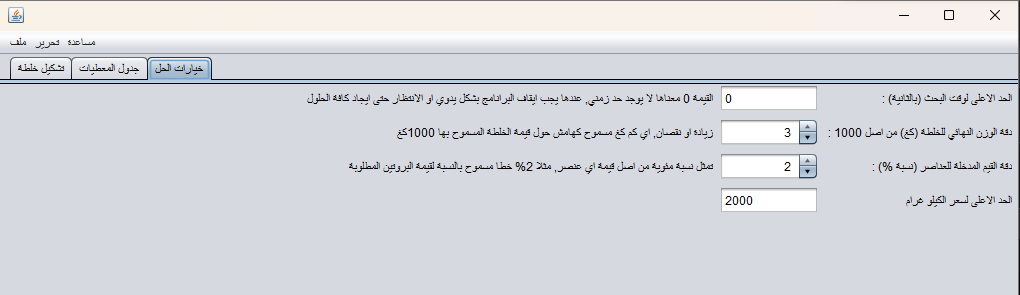 ملف تحرير مساعدة
تشكيل خلطة جدول المعطيات خيارات الحل
الحد الاعلى لوقت البحث (بالثانية) : 0 القيمة 0 معناها لا يوجد حد زمني, عندها يجب ايقاف البرانامج بشكل يدوي او الانتظار حتى ايجاد كافة الحلول
دقة الوزن النهائي للخلطة (كغ) من اصل 1000 : 3 زيادة او نقصان, اي كم كغ مسموح كهامش حول قيمة الخلطة المسموح بها 1000كغ
دقة القيم المدخلة للعناصر (نسبة %) : 2 تمثل نسبة مئوية من اصل قيمة اي عنصر, مثلا 2% خطا مسموح بالنسبة لقيمة البروتين المطلوبة
الحد الاعلى لسعر الكيلو غرام 2000